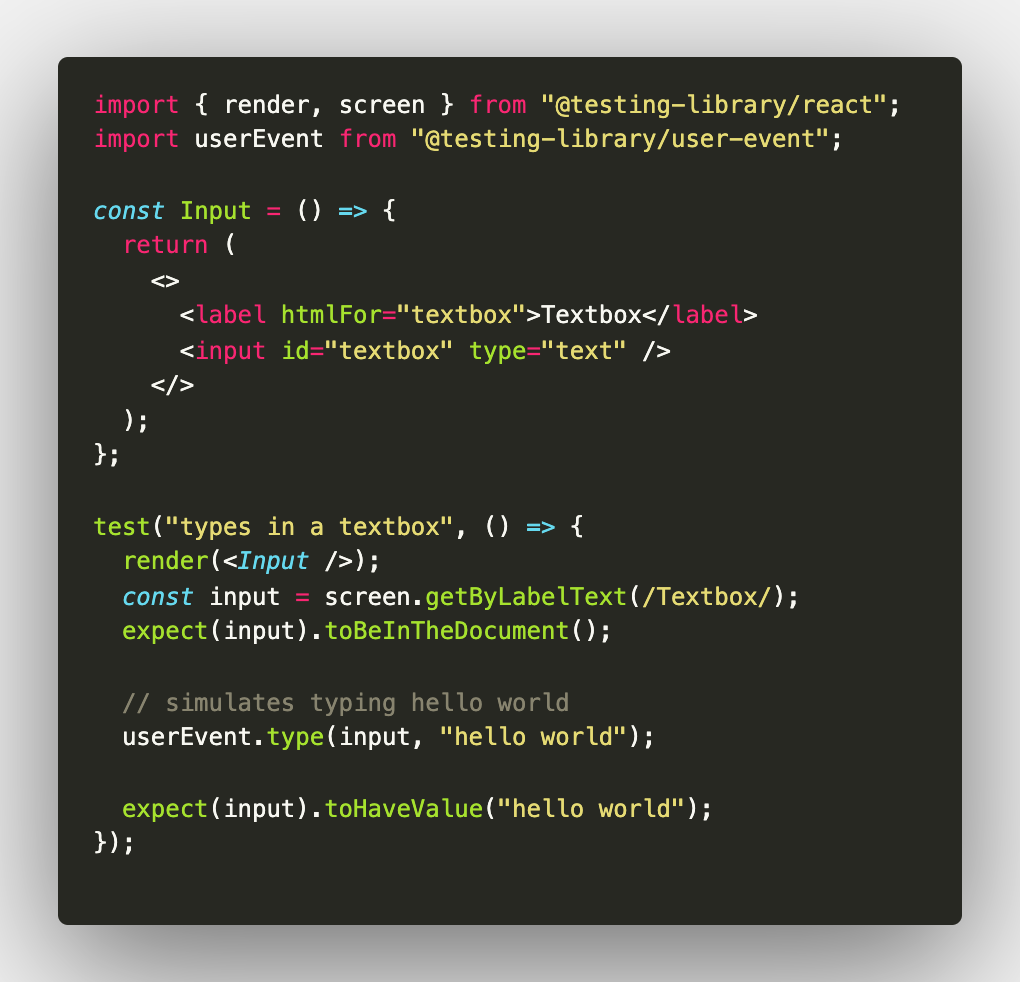 import { render, screen } from "@testing-library/react";
import userEvent from "@testing-library/user-event";

const Input = () => {
  return (
    <>
      <label htmlFor="textbox">Textbox</label>
      <input id="textbox" type="text" />
    </>
  );
};

test("types in a textbox", () => {
  render(<Input />);
  const input = screen.getByLabelText(/Textbox/);
  expect(input).toBeInTheDocument();

  // simulates typing hello world
  userEvent.type(input, "hello world");

  expect(input).toHaveValue("hello world");
});